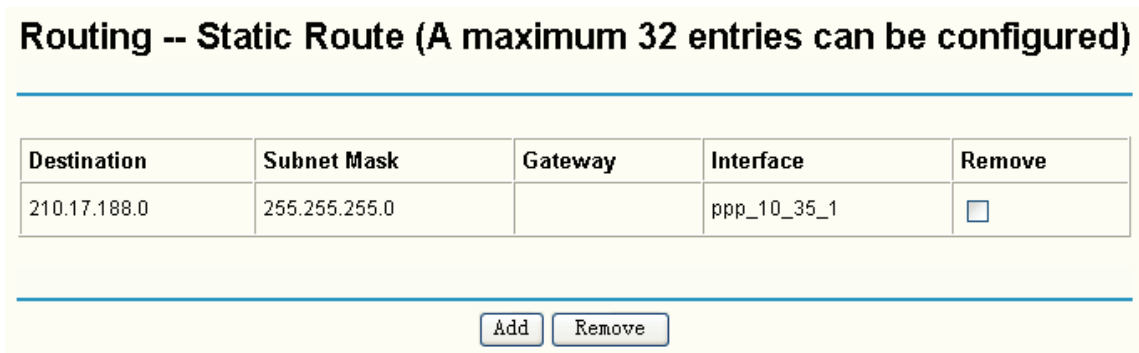 Routing -- Static Route (A maximum 32 entries can be configured)
Destination Subnet Mask Gateway Interface Remove
210.17.188.0 255.255.255.0 ppp_10_35_1
Add Remove